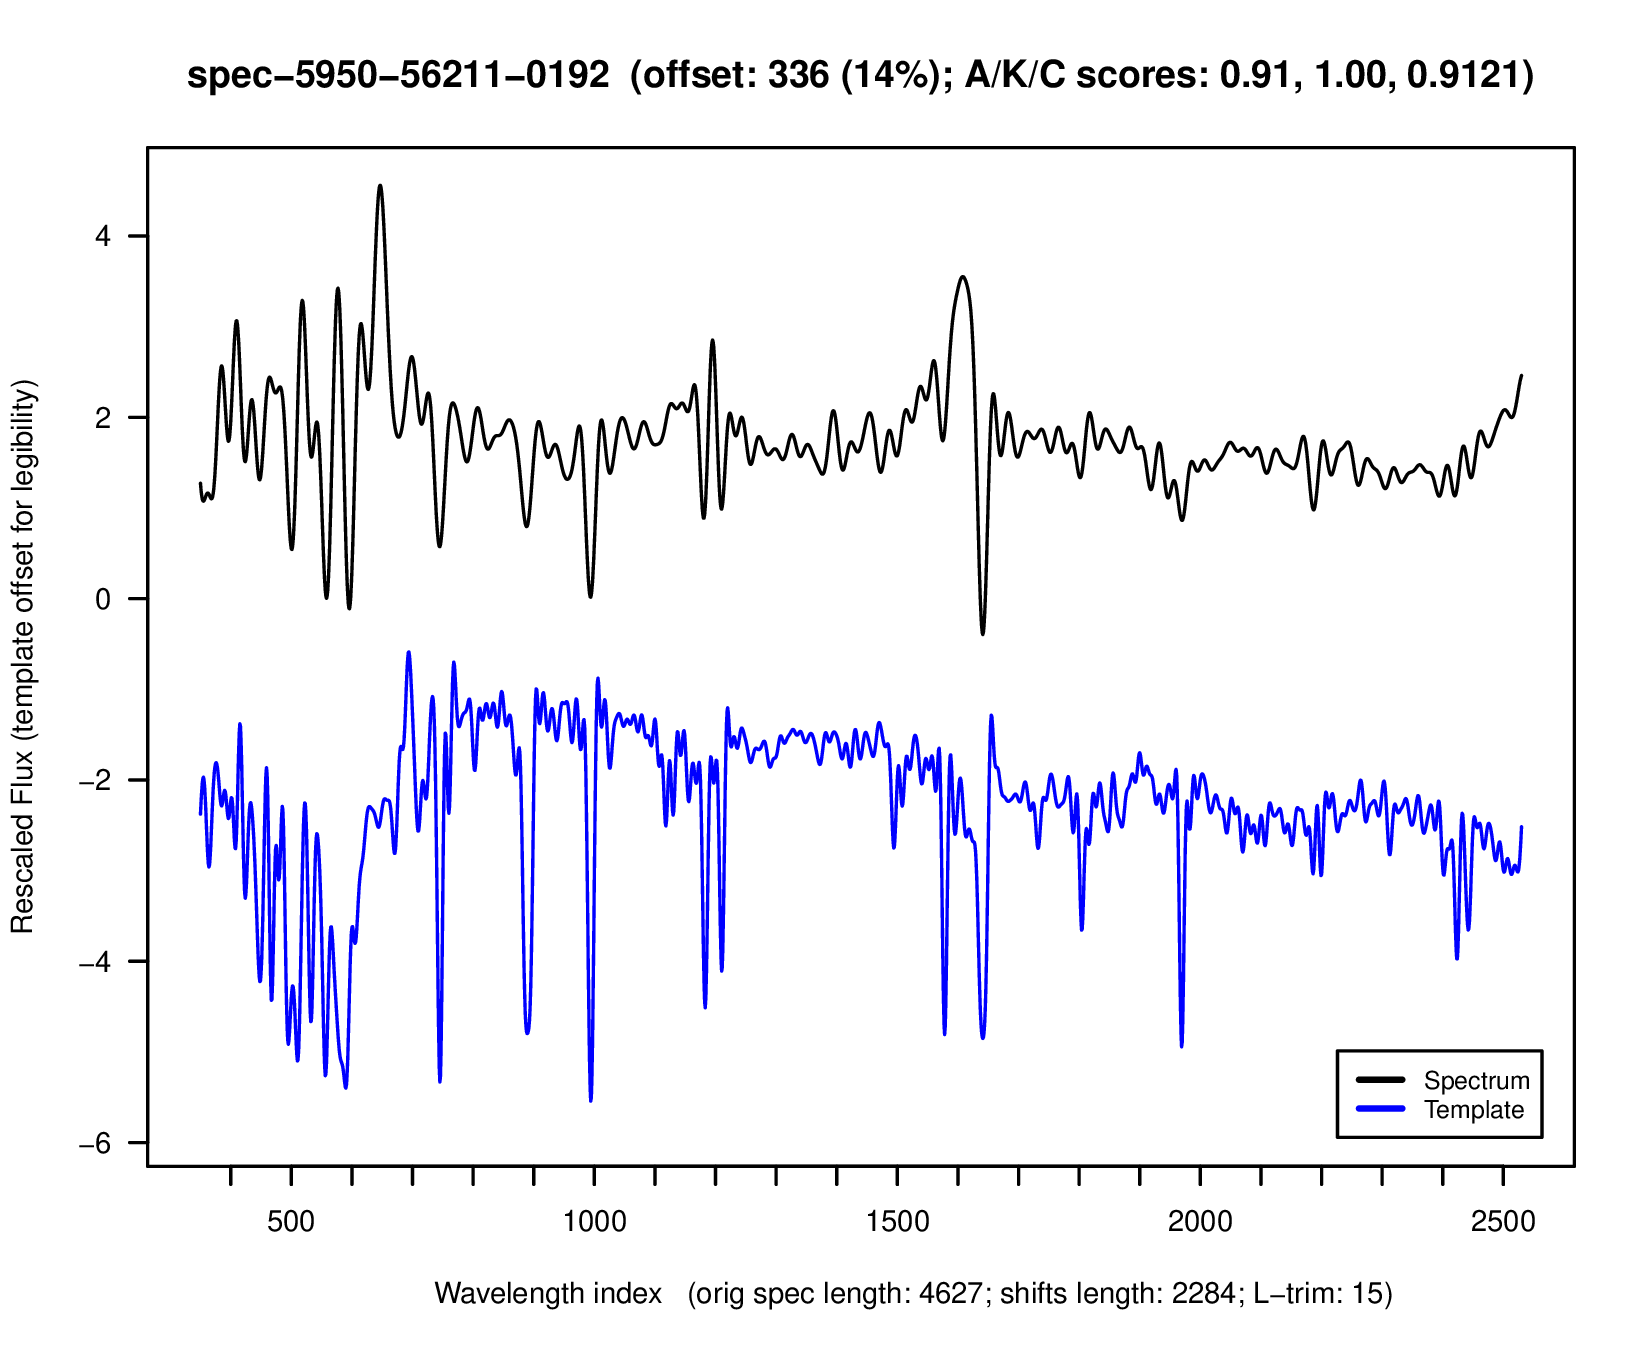 spec−5950−56211−0192 (offset: 336 (14%); A/K/C scores: 0.91, 1.00, 0.9121)
Rescaled Flux (template offset for legibility)
4
2
0
−2
−4
−6
Spectrum
Template
500 1000 1500 2000 2500
Wavelength index (orig spec length: 4627; shifts length: 2284; L−trim: 15)